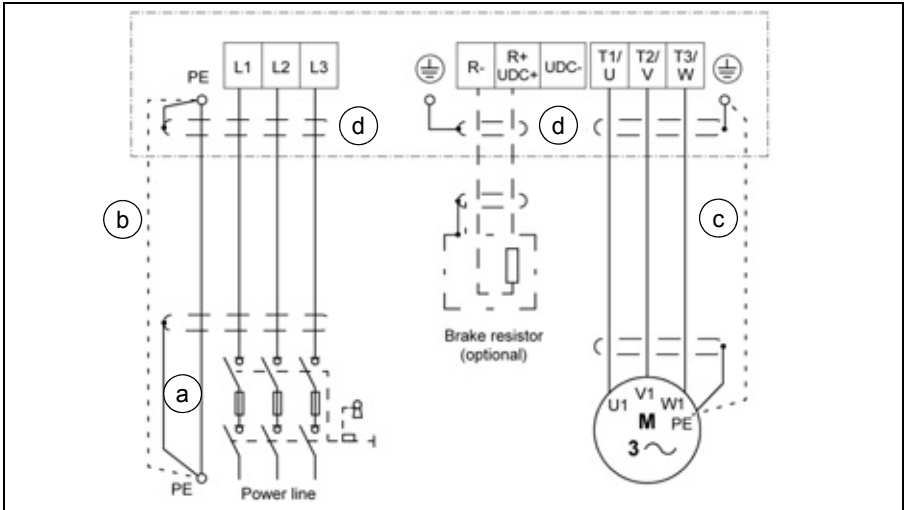 PE
L1 L2 L3
R- R+ UDC+ UDC-
T1/ U T2/ V T3/ W
d
d
b
c
Brake resistor
(optional)
a
U1 V1 W1
M PE
3
PE
Power line